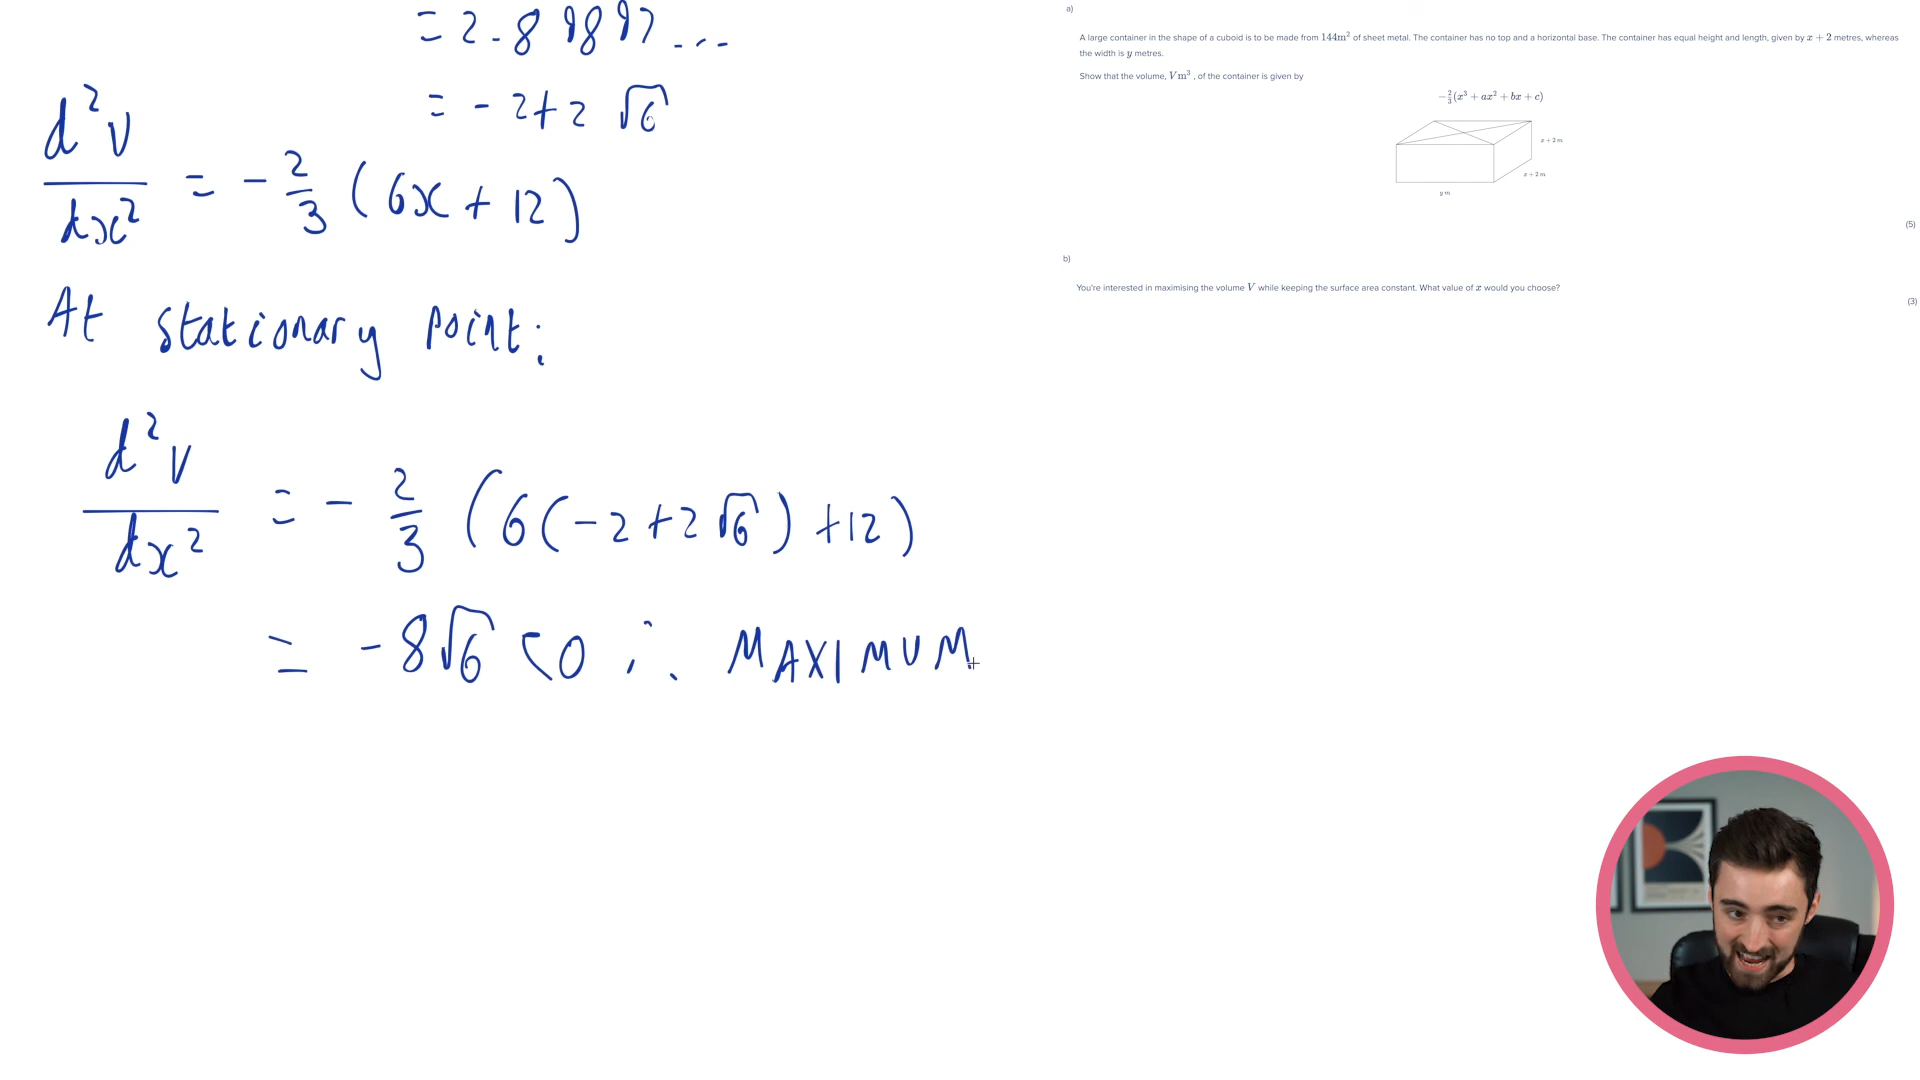 = 2.89897...
= -2+2√6
d²V/dx² = -2/3 (6x + 12)
At stationary point:
d²V/dx² = -2/3 (6(-2+2√6)+12)
= -8√6 <0 ∴ MAXIMUM
a)
A large container in the shape of a cuboid is to be made from 144m² of sheet metal. The container has no top and a horizontal base. The container has equal height and length, given by x + 2 metres, whereas
the width is y metres.
Show that the volume, V m³ , of the container is given by
-2/3(x³ + ax² + bx + c)
x + 2 m
x + 2 m
y m
(5)
b)
You're interested in maximising the volume V while keeping the surface area constant. What value of x would you choose?
(3)